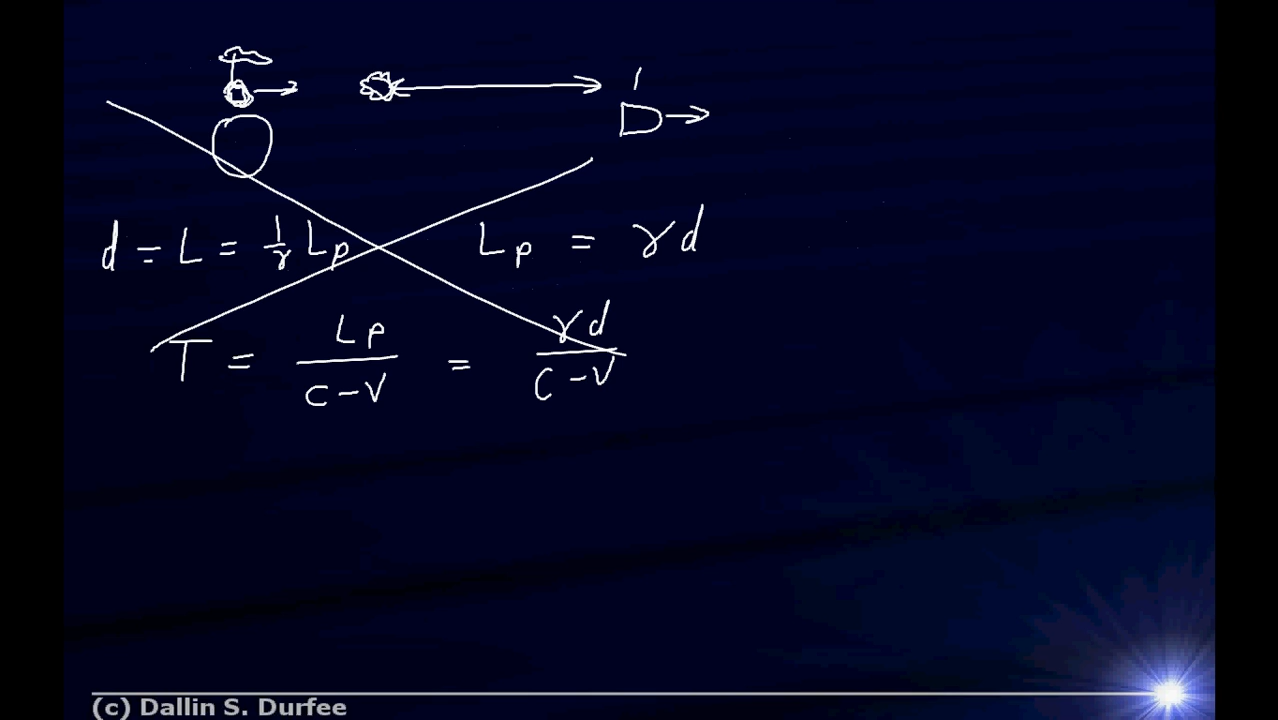 d = L = 1/γ Lp    Lp = γd
T = Lp/(c-v) = γd/(c-v)
(c) Dallin S. Durfee